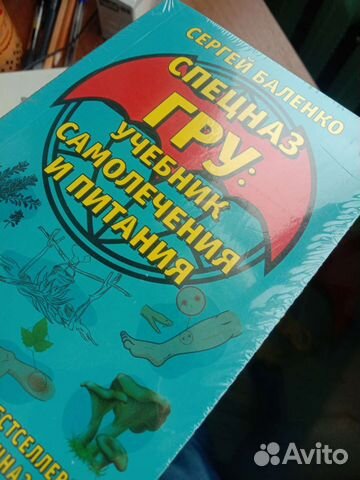 СЕРГЕЙ БАЛЕНКО
СПЕЦНАЗ
ГРУ:
УЧЕБНИК
САМОЛЕЧЕНИЯ
И ПИТАНИЯ
Avito